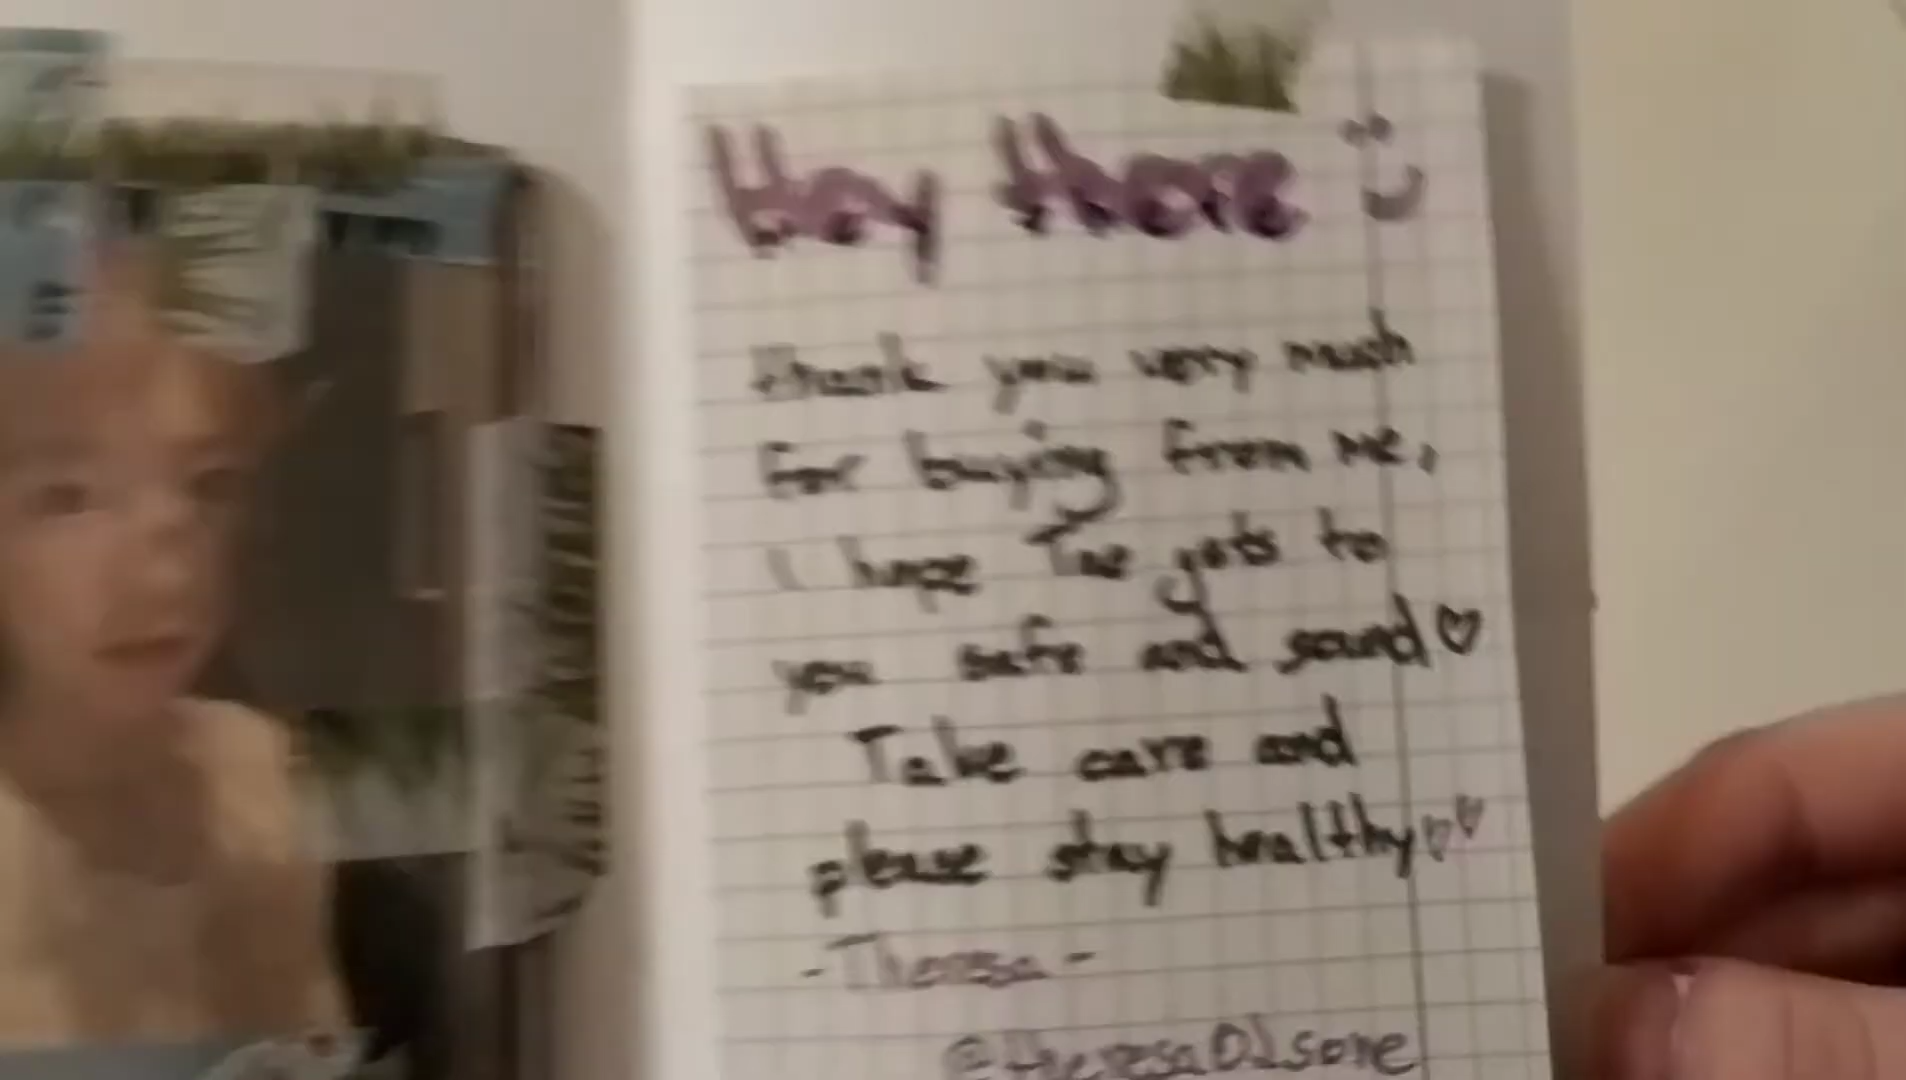 Hey there :)
thank you very much
for buying from me,
I hope Tae gets to
you safe and sound♡
Take care and
please stay healthy♡♡
-Theresa-